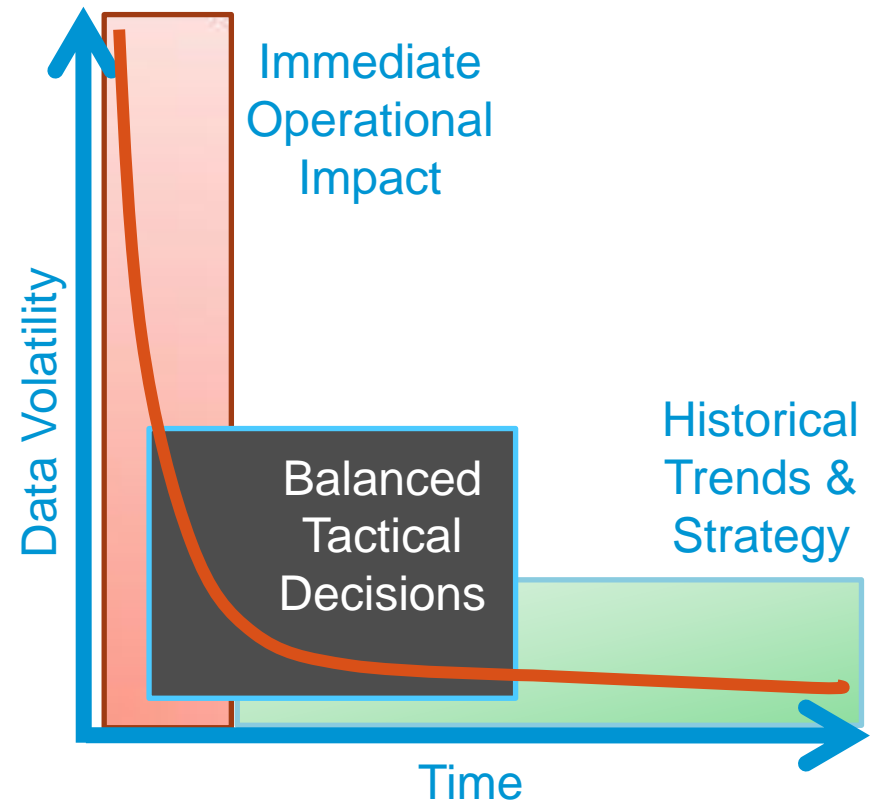 Immediate
Operational
Impact
Data Volatility
Balanced
Tactical
Decisions
Historical
Trends &
Strategy
Time